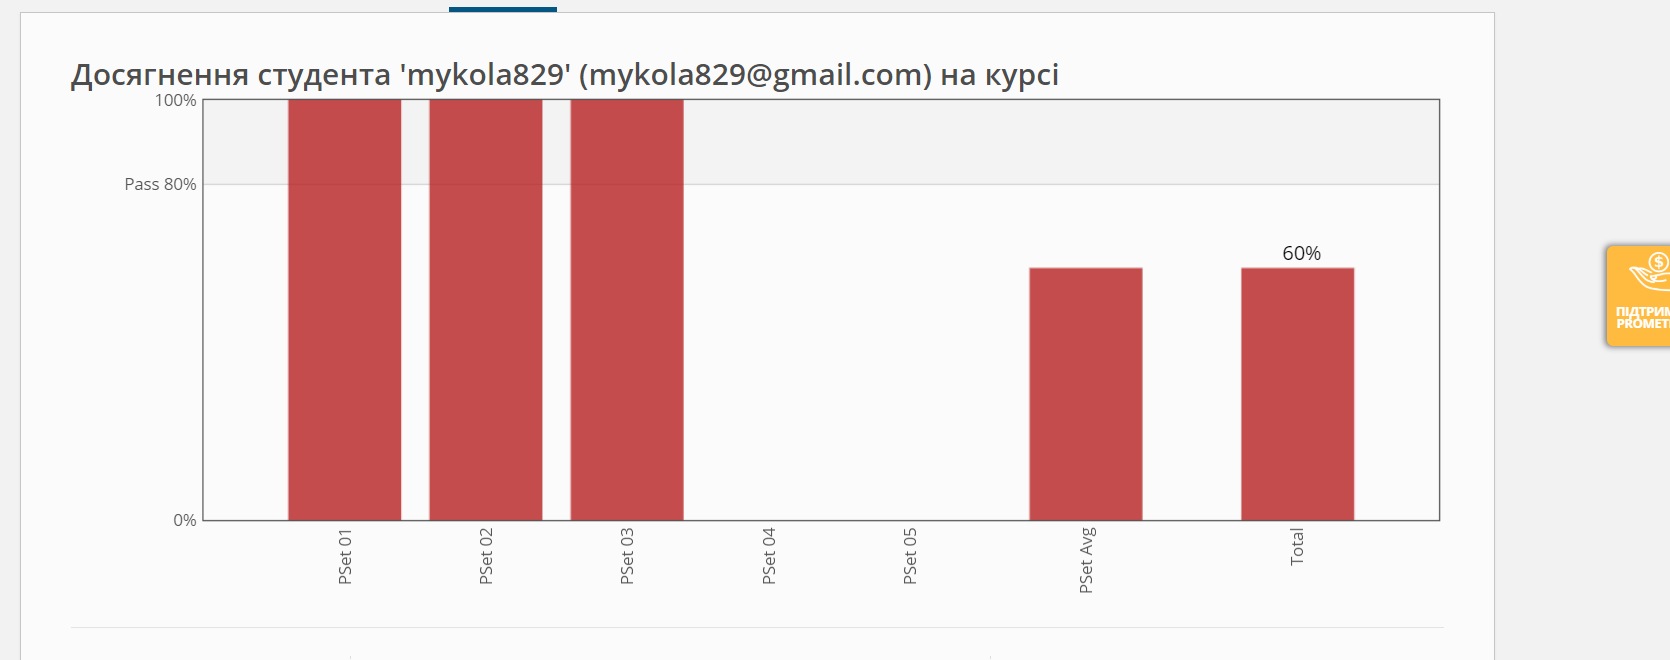 Досягнення студента 'mykola829' (mykola829@gmail.com) на курсі
100%
Pass 80%
60%
0%
PSet 01
PSet 02
PSet 03
PSet 04
PSet 05
PSet Avg
Total
$